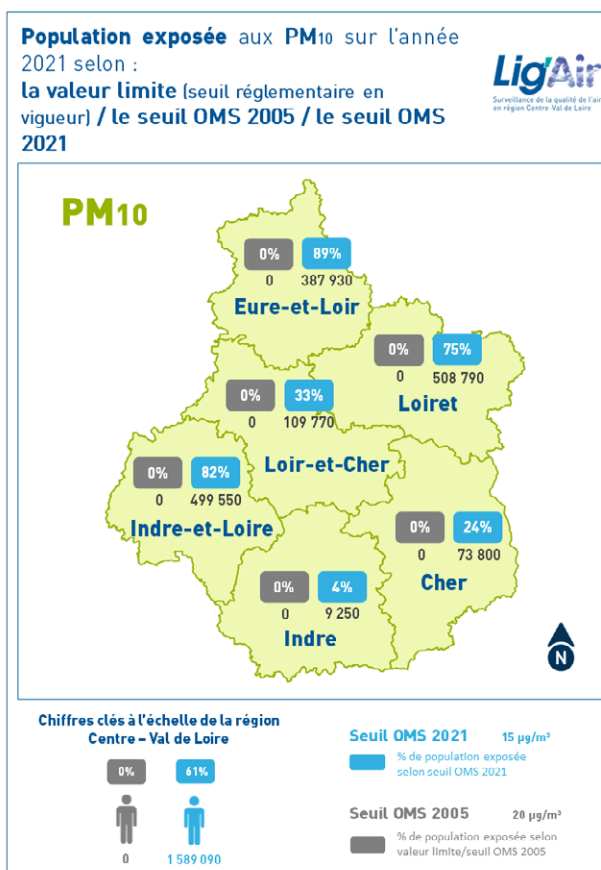 Population exposée aux PM10 sur l'année
2021 selon :
la valeur limite (seuil réglementaire en
vigueur) / le seuil OMS 2005 / le seuil OMS
2021
Lig'Air
Surveillance de la qualité de l'air
en région Centre-Val de Loire
PM10
0% 89%
0 387 930
Eure-et-Loir
0% 75%
0 508 790
Loiret
0% 33%
0 109 770
Loir-et-Cher
0% 82%
0 499 550
Indre-et-Loire
0% 24%
0 73 800
Cher
0% 4%
0 9 250
Indre
N
Chiffres clés à l'échelle de la région
Centre – Val de Loire
0% 61%
0 1 589 090
Seuil OMS 2021 15 µg/m³
% de population exposée
selon seuil OMS 2021
Seuil OMS 2005 20 µg/m³
% de population exposée selon
valeur limite/seuil OMS 2005